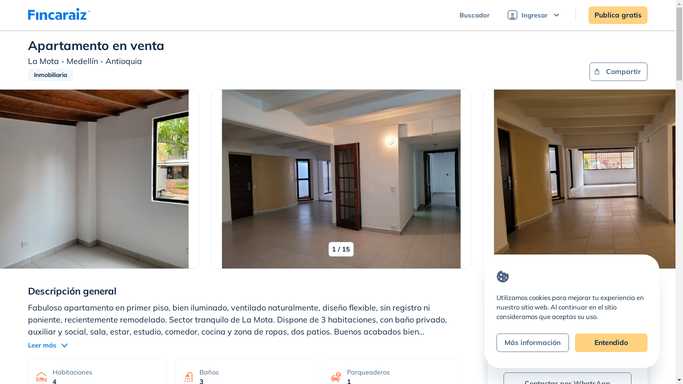 Fincaraiz
Buscador
Ingresar
Publica gratis
Apartamento en venta
La Mota - Medellín - Antioquia
Inmobiliaria
Compartir
1 / 15
Descripción general
Fabuloso apartamento en primer piso, bien iluminado, ventilado naturalmente, diseño flexible, sin registro ni
poniente, recientemente remodelado. Sector tranquilo de La Mota. Dispone de 3 habitaciones, con baño privado,
auxiliar y social, sala, estar, estudio, comedor, cocina y zona de ropas, dos patios. Buenos acabados bien...
Leer más
Habitaciones
4
Baños
3
Parqueaderos
1
Utilizamos cookies para mejorar tu experiencia en
nuestro sitio web. Al continuar en el sitio
consideramos que aceptas su uso.
Más información
Entendido
Contactar por WhatsApp